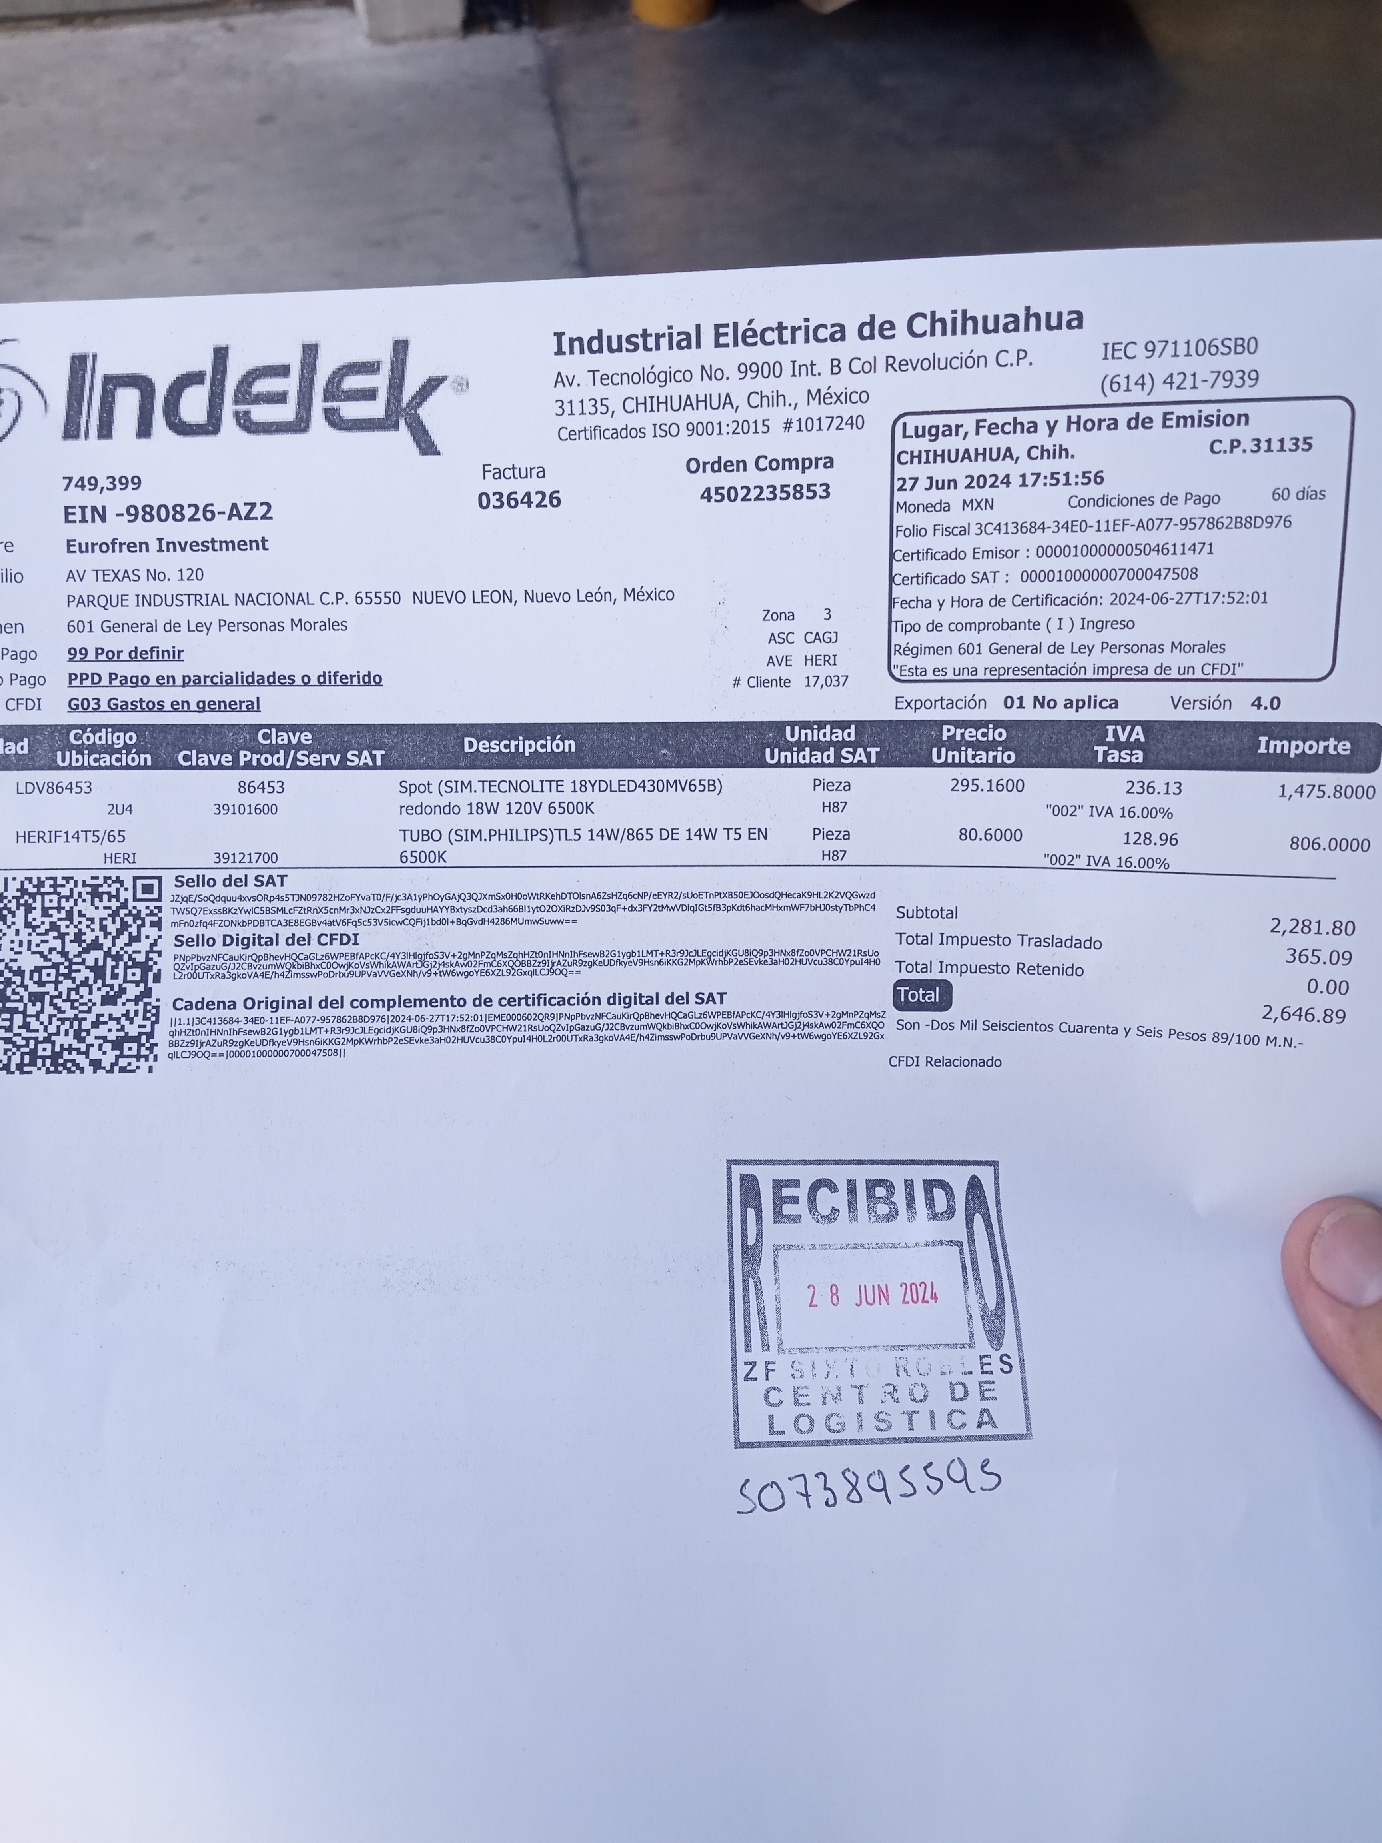 Indelek®
Industrial Eléctrica de Chihuahua
Av. Tecnológico No. 9900 Int. B Col Revolución C.P.
31135, CHIHUAHUA, Chih., México
Certificados ISO 9001:2015 #1017240
IEC 971106SB0
(614) 421-7939
749,399
Factura
036426
Orden Compra
4502235853
Lugar, Fecha y Hora de Emision
CHIHUAHUA, Chih. C.P.31135
27 Jun 2024 17:51:56
Moneda MXN Condiciones de Pago 60 días
Folio Fiscal 3C413684-34E0-11EF-A077-957862B8D976
Certificado Emisor : 00001000000504611471
Certificado SAT : 00001000000700047508
Fecha y Hora de Certificación: 2024-06-27T17:52:01
Tipo de comprobante ( I ) Ingreso
Régimen 601 General de Ley Personas Morales
"Esta es una representación impresa de un CFDI"
EIN -980826-AZ2
re Eurofren Investment
ilio AV TEXAS No. 120
PARQUE INDUSTRIAL NACIONAL C.P. 65550 NUEVO LEON, Nuevo León, México
en 601 General de Ley Personas Morales
Pago 99 Por definir
o Pago PPD Pago en parcialidades o diferido
CFDI G03 Gastos en general
Zona 3
ASC CAGJ
AVE HERI
# Cliente 17,037
Exportación 01 No aplica Versión 4.0
dad Código Clave Descripción Unidad Precio IVA Importe
Ubicación Clave Prod/Serv SAT Unidad SAT Unitario Tasa
LDV86453 86453 Spot (SIM.TECNOLITE 18YDLED430MV65B) Pieza 295.1600 236.13 1,475.8000
2U4 39101600 redondo 18W 120V 6500K H87 "002" IVA 16.00%
HERIF14T5/65 TUBO (SIM.PHILIPS)TL5 14W/865 DE 14W T5 EN Pieza 80.6000 128.96 806.0000
HERI 39121700 6500K H87 "002" IVA 16.00%
Sello del SAT
Sello Digital del CFDI
Cadena Original del complemento de certificación digital del SAT
Subtotal 2,281.80
Total Impuesto Trasladado 365.09
Total Impuesto Retenido 0.00
Total 2,646.89
Son -Dos Mil Seiscientos Cuarenta y Seis Pesos 89/100 M.N.-
CFDI Relacionado
RECIBIDO
28 JUN 2024
ZF SIXTO ROBLES
CENTRO DE
LOGISTICA
5073895595